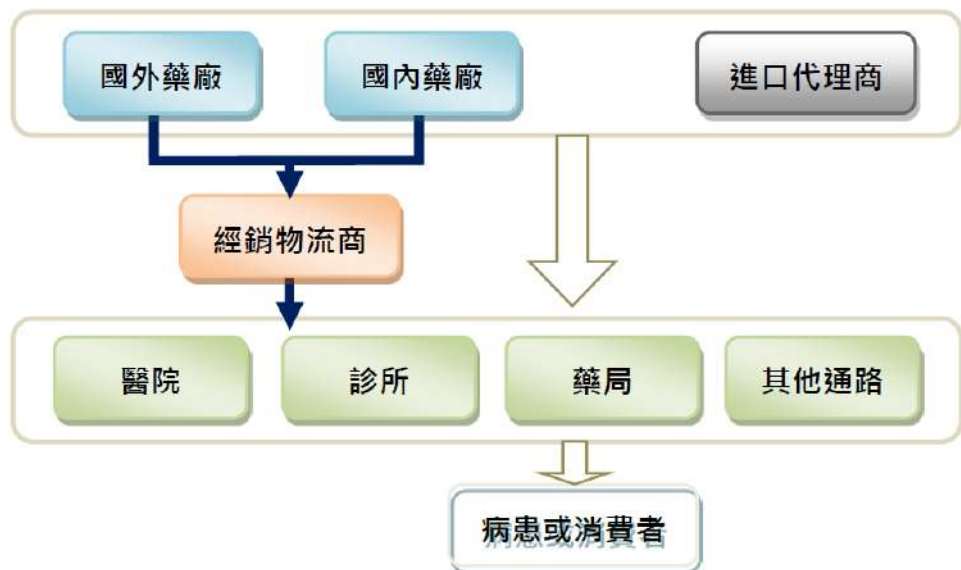 國外藥廠
國內藥廠
進口代理商
經銷物流商
醫院
診所
藥局
其他通路
病患或消費者